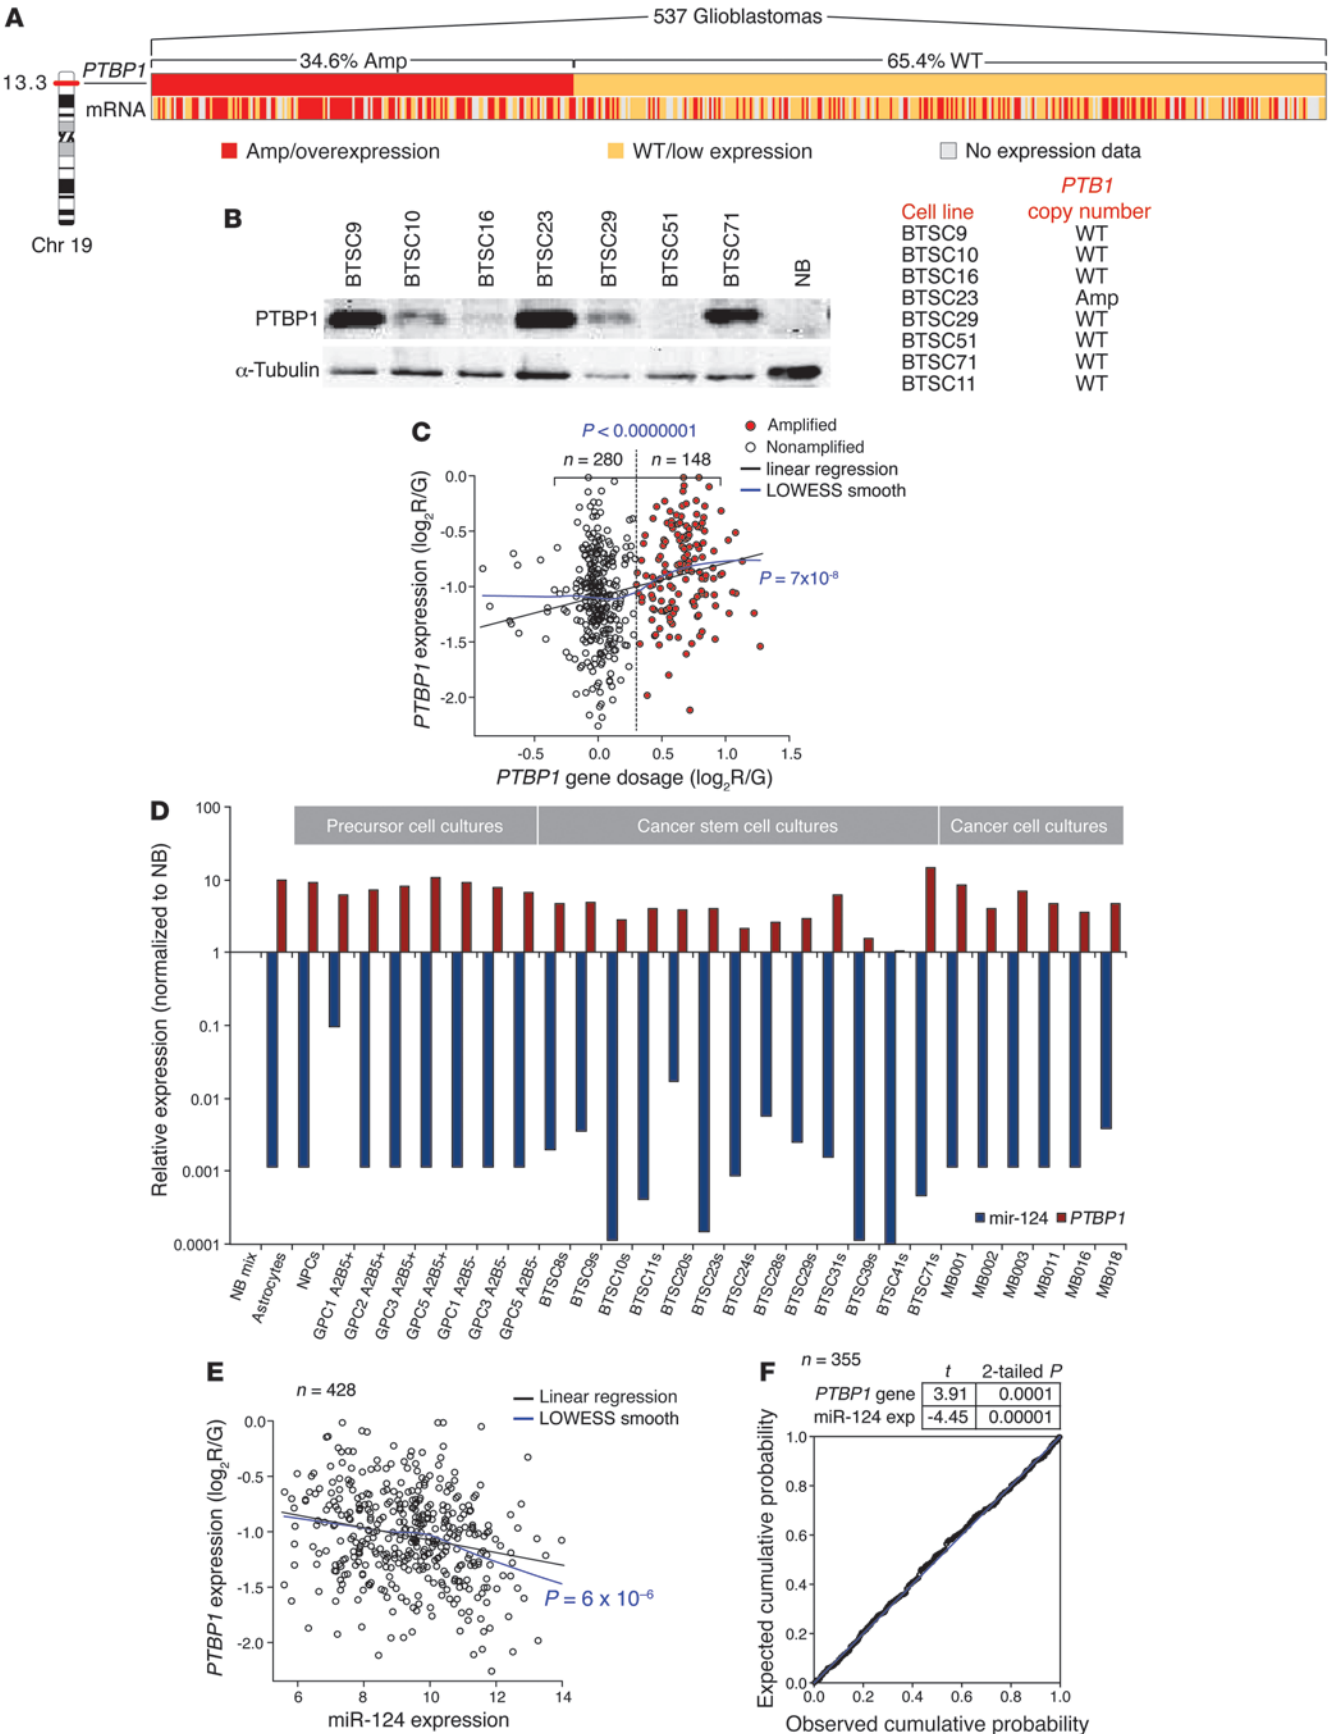 A
537 Glioblastomas
34.6% Amp
65.4% WT
PTBP1
13.3
mRNA
Amp/overexpression
WT/low expression
No expression data
Chr 19
B
BTSC9
BTSC10
BTSC16
BTSC23
BTSC29
BTSC51
BTSC71
NB
PTBP1
α-Tubulin
PTB1
Cell line copy number
BTSC9 WT
BTSC10 WT
BTSC16 WT
BTSC23 Amp
BTSC29 WT
BTSC51 WT
BTSC71 WT
BTSC11 WT
C
P < 0.0000001
n = 280
n = 148
Amplified
Nonamplified
linear regression
LOWESS smooth
PTBP1 expression (log2R/G)
0.0
-0.5
-1.0
-1.5
-2.0
P = 7x10-8
-0.5 0.0 0.5 1.0 1.5
PTBP1 gene dosage (log2R/G)
D
Relative expression (normalized to NB)
100
10
1
0.1
0.01
0.001
0.0001
Precursor cell cultures
Cancer stem cell cultures
Cancer cell cultures
mir-124
PTBP1
NB mix
Astrocytes
NPCs
GPC1 A2B5+
GPC2 A2B5+
GPC3 A2B5+
GPC5 A2B5+
GPC1 A2B5-
GPC3 A2B5-
GPC5 A2B5-
BTSC8s
BTSC9s
BTSC10s
BTSC11s
BTSC20s
BTSC23s
BTSC24s
BTSC28s
BTSC29s
BTSC31s
BTSC39s
BTSC41s
BTSC71s
MB001
MB002
MB003
MB011
MB016
MB018
E
n = 428
Linear regression
LOWESS smooth
PTBP1 expression (log2R/G)
0.0
-0.5
-1.0
-1.5
-2.0
P = 6 x 10–6
6 8 10 12 14
miR-124 expression
F
n = 355
t 2-tailed P
PTBP1 gene 3.91 0.0001
miR-124 exp -4.45 0.00001
Expected cumulative probability
1.0
0.8
0.6
0.4
0.2
0.0
0.0 0.2 0.4 0.6 0.8 1.0
Observed cumulative probability